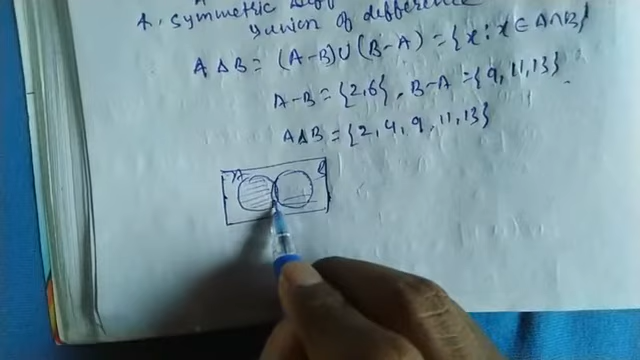 4. Symmetric
union of difference
A Δ B = (A-B)∪(B-A) = {x : x ∈ A∩B}
A-B = {2,6}, B-A = {9,11,13}
A Δ B = {2,4,9,11,13}
A B